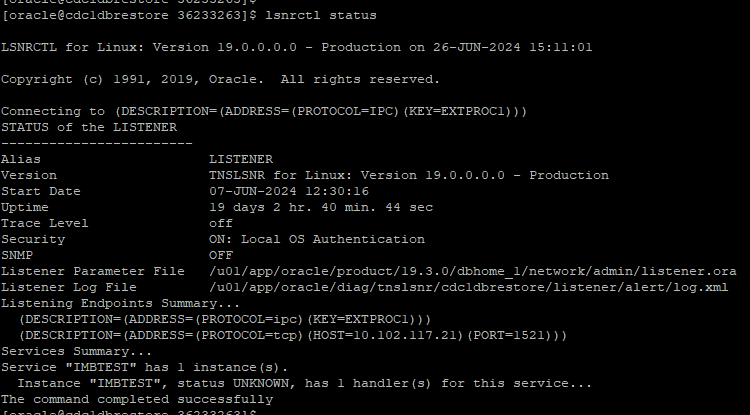 [oracle@cdcldbrestore 36233263]$
[oracle@cdcldbrestore 36233263]$ lsnrctl status
LSNRCTL for Linux: Version 19.0.0.0.0 - Production on 26-JUN-2024 15:11:01
Copyright (c) 1991, 2019, Oracle.  All rights reserved.
Connecting to (DESCRIPTION=(ADDRESS=(PROTOCOL=IPC)(KEY=EXTPROC1)))
STATUS of the LISTENER
------------------------
Alias                     LISTENER
Version                   TNSLSNR for Linux: Version 19.0.0.0.0 - Production
Start Date                07-JUN-2024 12:30:16
Uptime                    19 days 2 hr. 40 min. 44 sec
Trace Level               off
Security                  ON: Local OS Authentication
SNMP                      OFF
Listener Parameter File   /u01/app/oracle/product/19.3.0/dbhome_1/network/admin/listener.ora
Listener Log File         /u01/app/oracle/diag/tnslsnr/cdcldbrestore/listener/alert/log.xml
Listening Endpoints Summary...
  (DESCRIPTION=(ADDRESS=(PROTOCOL=ipc)(KEY=EXTPROC1)))
  (DESCRIPTION=(ADDRESS=(PROTOCOL=tcp)(HOST=10.102.117.21)(PORT=1521)))
Services Summary...
Service "IMBTEST" has 1 instance(s).
  Instance "IMBTEST", status UNKNOWN, has 1 handler(s) for this service...
The command completed successfully
[oracle@cdcldbrestore 36233263]$